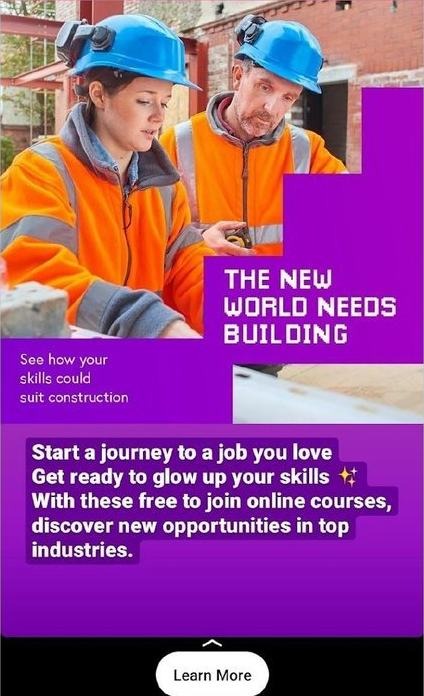 THE NEW
WORLD NEEDS
BUILDING
See how your
skills could
suit construction
Start a journey to a job you love
Get ready to glow up your skills ✨
With these free to join online courses,
discover new opportunities in top
industries.
Learn More